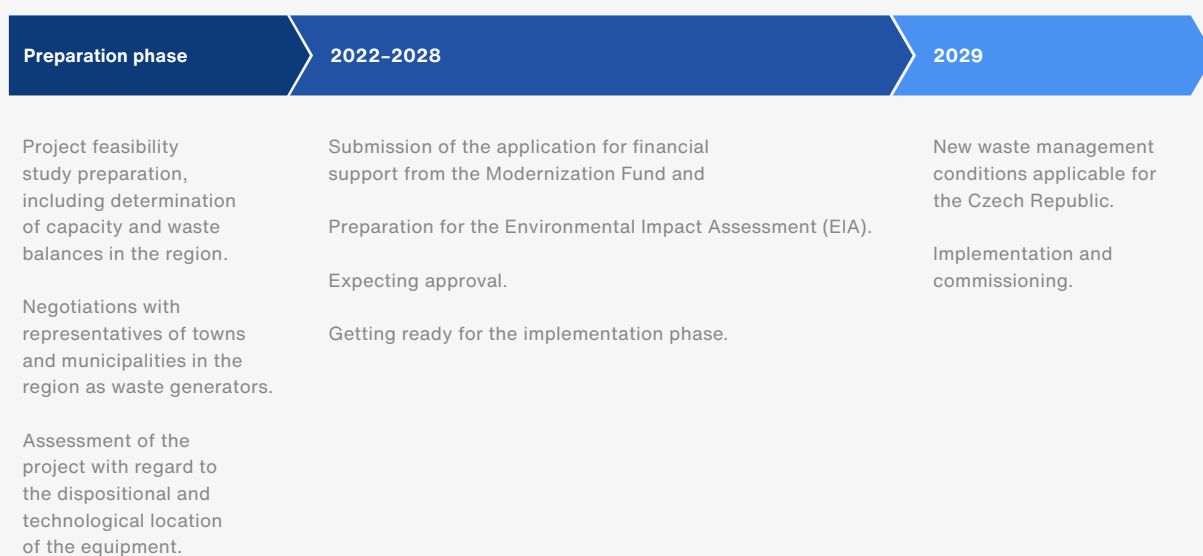 Preparation phase
Project feasibility
study preparation,
including determination
of capacity and waste
balances in the region.
Negotiations with
representatives of towns
and municipalities in the
region as waste generators.
Assessment of the
project with regard to
the dispositional and
technological location
of the equipment.
2022–2028
Submission of the application for financial
support from the Modernization Fund and
Preparation for the Environmental Impact Assessment (EIA).
Expecting approval.
Getting ready for the implementation phase.
2029
New waste management
conditions applicable for
the Czech Republic.
Implementation and
commissioning.